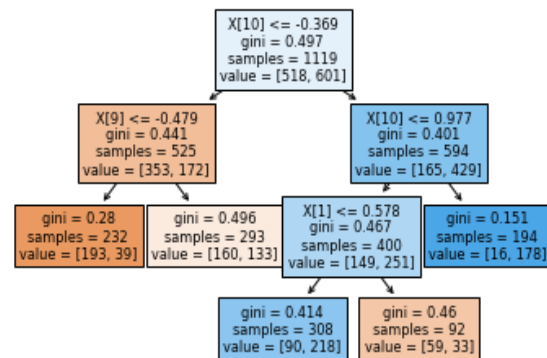 X[10] <= -0.369
gini = 0.497
samples = 1119
value = [518, 601]
X[9] <= -0.479
gini = 0.441
samples = 525
value = [353, 172]
X[10] <= 0.977
gini = 0.401
samples = 594
value = [165, 429]
gini = 0.28
samples = 232
value = [193, 39]
gini = 0.496
samples = 293
value = [160, 133]
X[1] <= 0.578
gini = 0.467
samples = 400
value = [149, 251]
gini = 0.151
samples = 194
value = [16, 178]
gini = 0.414
samples = 308
value = [90, 218]
gini = 0.46
samples = 92
value = [59, 33]